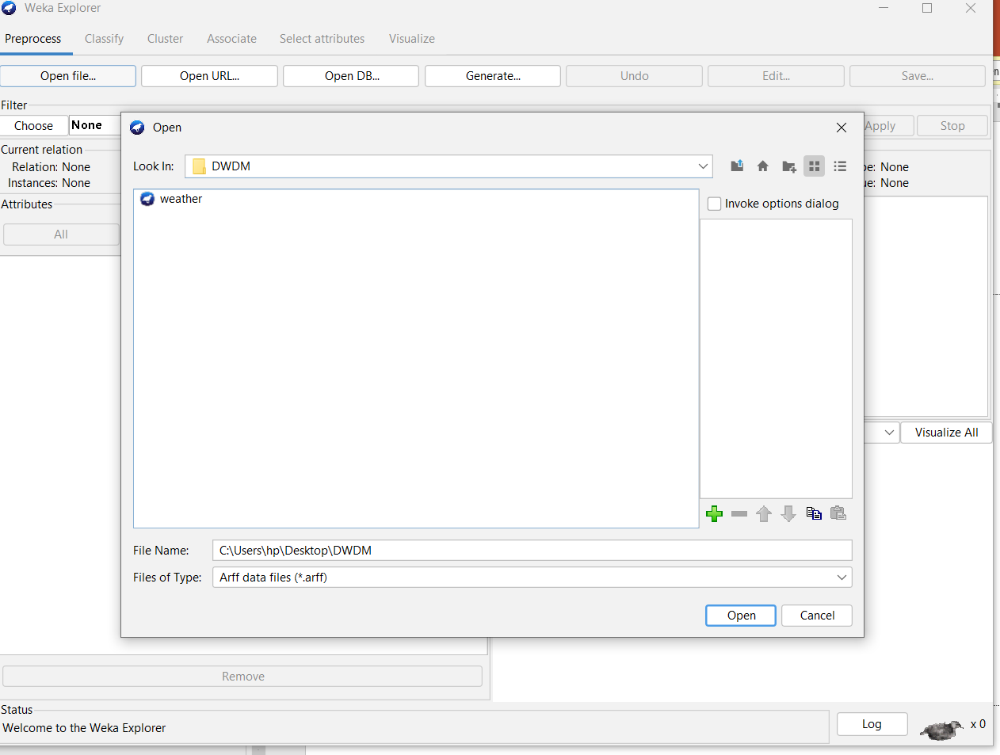 Weka Explorer
Preprocess Classify Cluster Associate Select attributes Visualize
Open file... Open URL... Open DB... Generate... Undo Edit... Save...
Filter
Choose None Apply Stop
Open
Current relation
Relation: None
Instances: None
Look In: DWDM
None
None
Attributes
All
weather
Invoke options dialog
Visualize All
File Name: C:\Users\hp\Desktop\DWDM
Files of Type: Arff data files (*.arff)
Open Cancel
Remove
Status
Welcome to the Weka Explorer
Log x 0